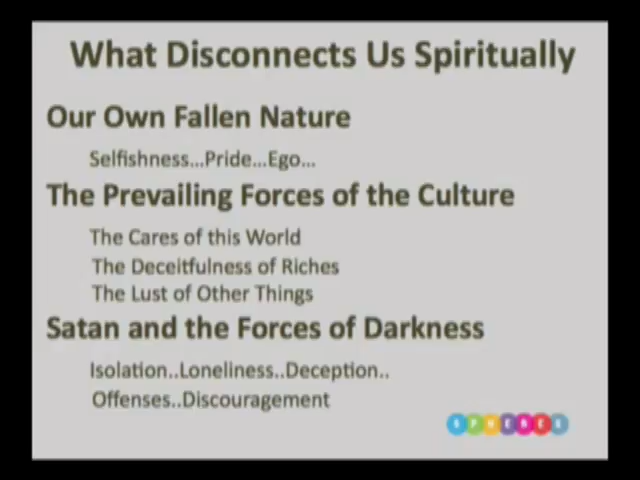 What Disconnects Us Spiritually
Our Own Fallen Nature
Selfishness...Pride...Ego...
The Prevailing Forces of the Culture
The Cares of this World
The Deceitfulness of Riches
The Lust of Other Things
Satan and the Forces of Darkness
Isolation..Loneliness..Deception..
Offenses..Discouragement
SPHERES